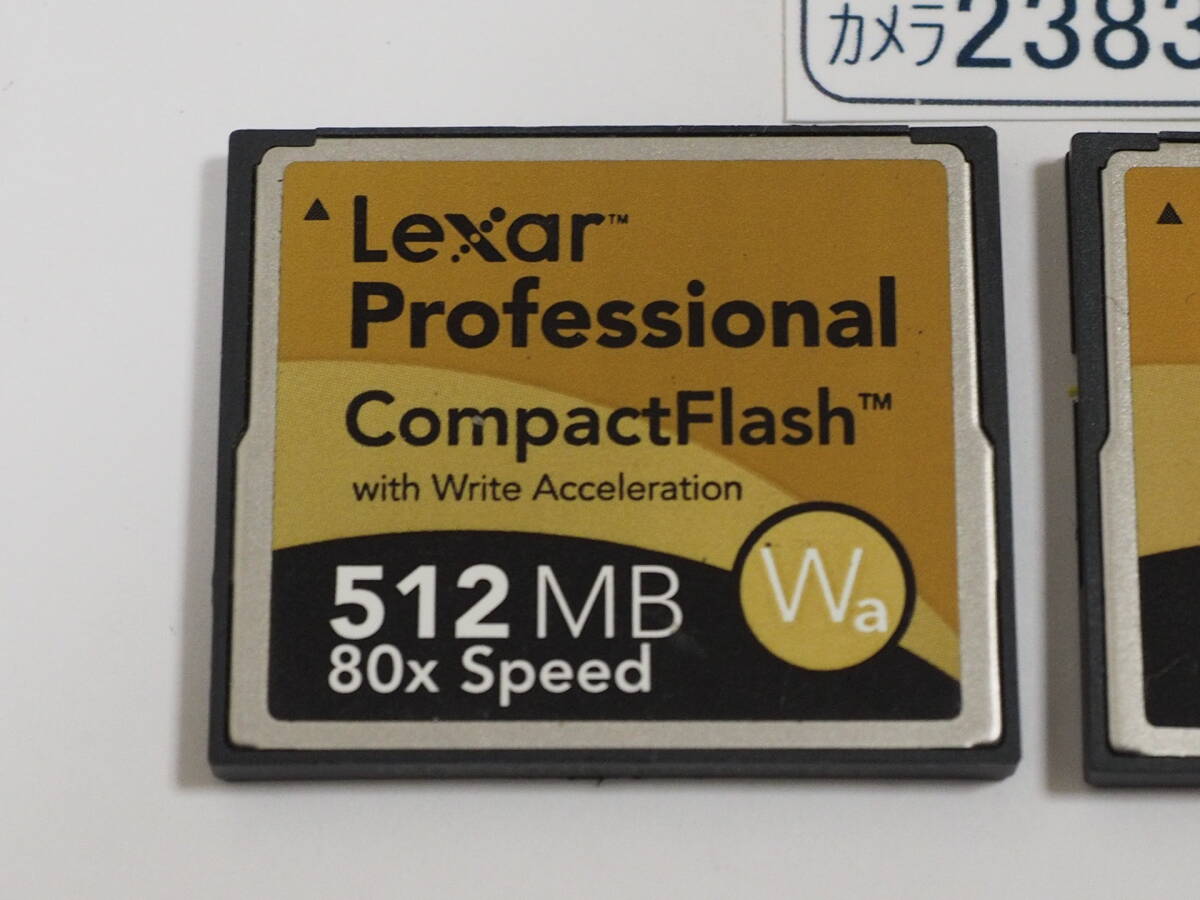 カメラ2383
Lexar™
Professional
CompactFlash™
with Write Acceleration
512 MB
80x Speed
Wa